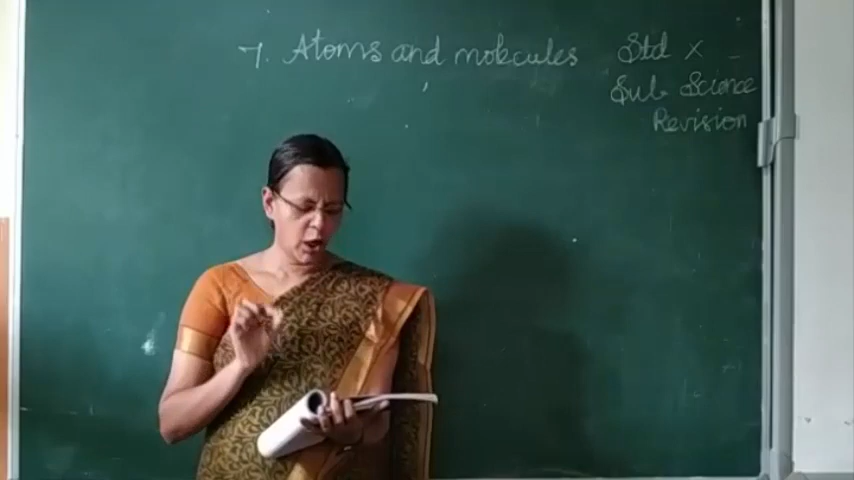 7. Atoms and molecules Std X
Sub Science
Revision